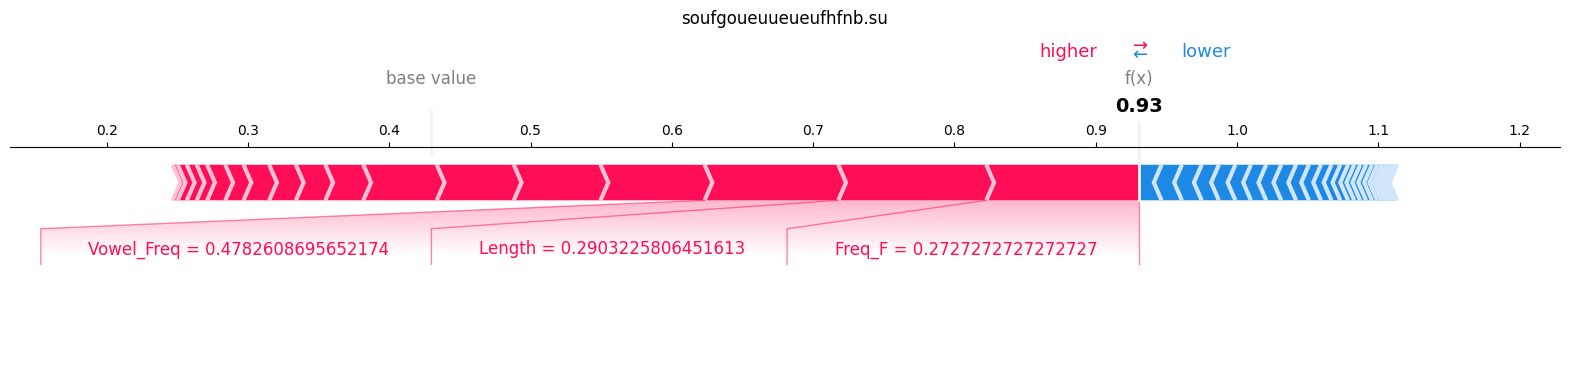 soufgoueuueueufhfnb.su
higher → ← lower
base value f(x)
0.93
0.2 0.3 0.4 0.5 0.6 0.7 0.8 0.9 1.0 1.1 1.2
Vowel_Freq = 0.4782608695652174 Length = 0.2903225806451613 Freq_F = 0.2727272727272727